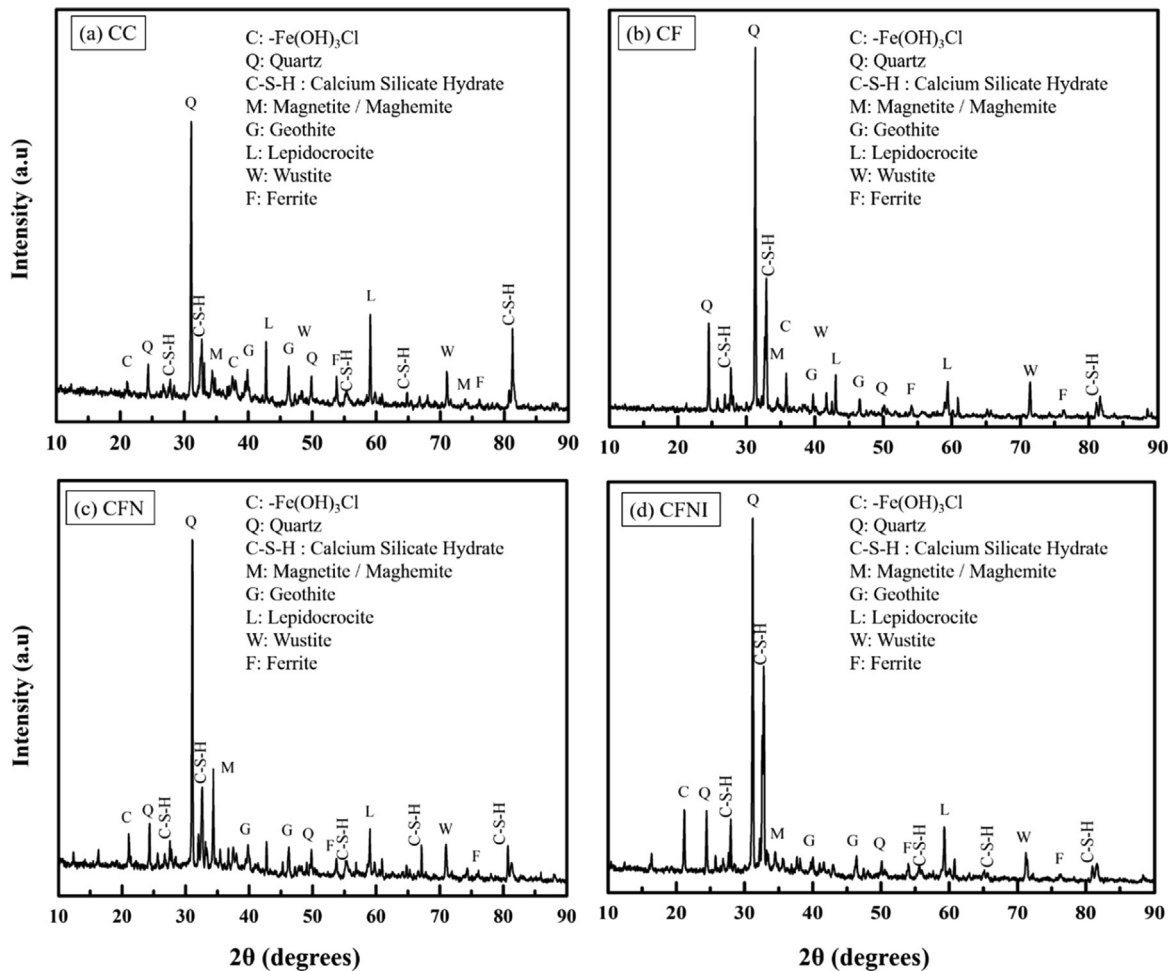 (a) CC
C: -Fe(OH)₃Cl
Q: Quartz
C-S-H : Calcium Silicate Hydrate
M: Magnetite / Maghemite
G: Geothite
L: Lepidocrocite
W: Wustite
F: Ferrite
Intensity (a.u)
C
Q
C-S-H
Q
C-S-H
M
C
G
L
G
W
Q
F
C-S-H
L
C-S-H
W
M
F
C-S-H
10 20 30 40 50 60 70 80 90
(b) CF
C: -Fe(OH)₃Cl
Q: Quartz
C-S-H : Calcium Silicate Hydrate
M: Magnetite / Maghemite
G: Geothite
L: Lepidocrocite
W: Wustite
F: Ferrite
Q
C-S-H
Q
C-S-H
M
C
G
W
L
G
Q
F
L
W
F
C-S-H
10 20 30 40 50 60 70 80 90
(c) CFN
C: -Fe(OH)₃Cl
Q: Quartz
C-S-H : Calcium Silicate Hydrate
M: Magnetite / Maghemite
G: Geothite
L: Lepidocrocite
W: Wustite
F: Ferrite
Intensity (a.u)
C
Q
C-S-H
Q
C-S-H
M
G
G
Q
F
C-S-H
L
C-S-H
W
F
C-S-H
10 20 30 40 50 60 70 80 90
2θ (degrees)
(d) CFNI
C: -Fe(OH)₃Cl
Q: Quartz
C-S-H : Calcium Silicate Hydrate
M: Magnetite / Maghemite
G: Geothite
L: Lepidocrocite
W: Wustite
F: Ferrite
C
Q
C-S-H
Q
C-S-H
M
G
G
Q
F
C-S-H
L
C-S-H
W
F
C-S-H
10 20 30 40 50 60 70 80 90
2θ (degrees)